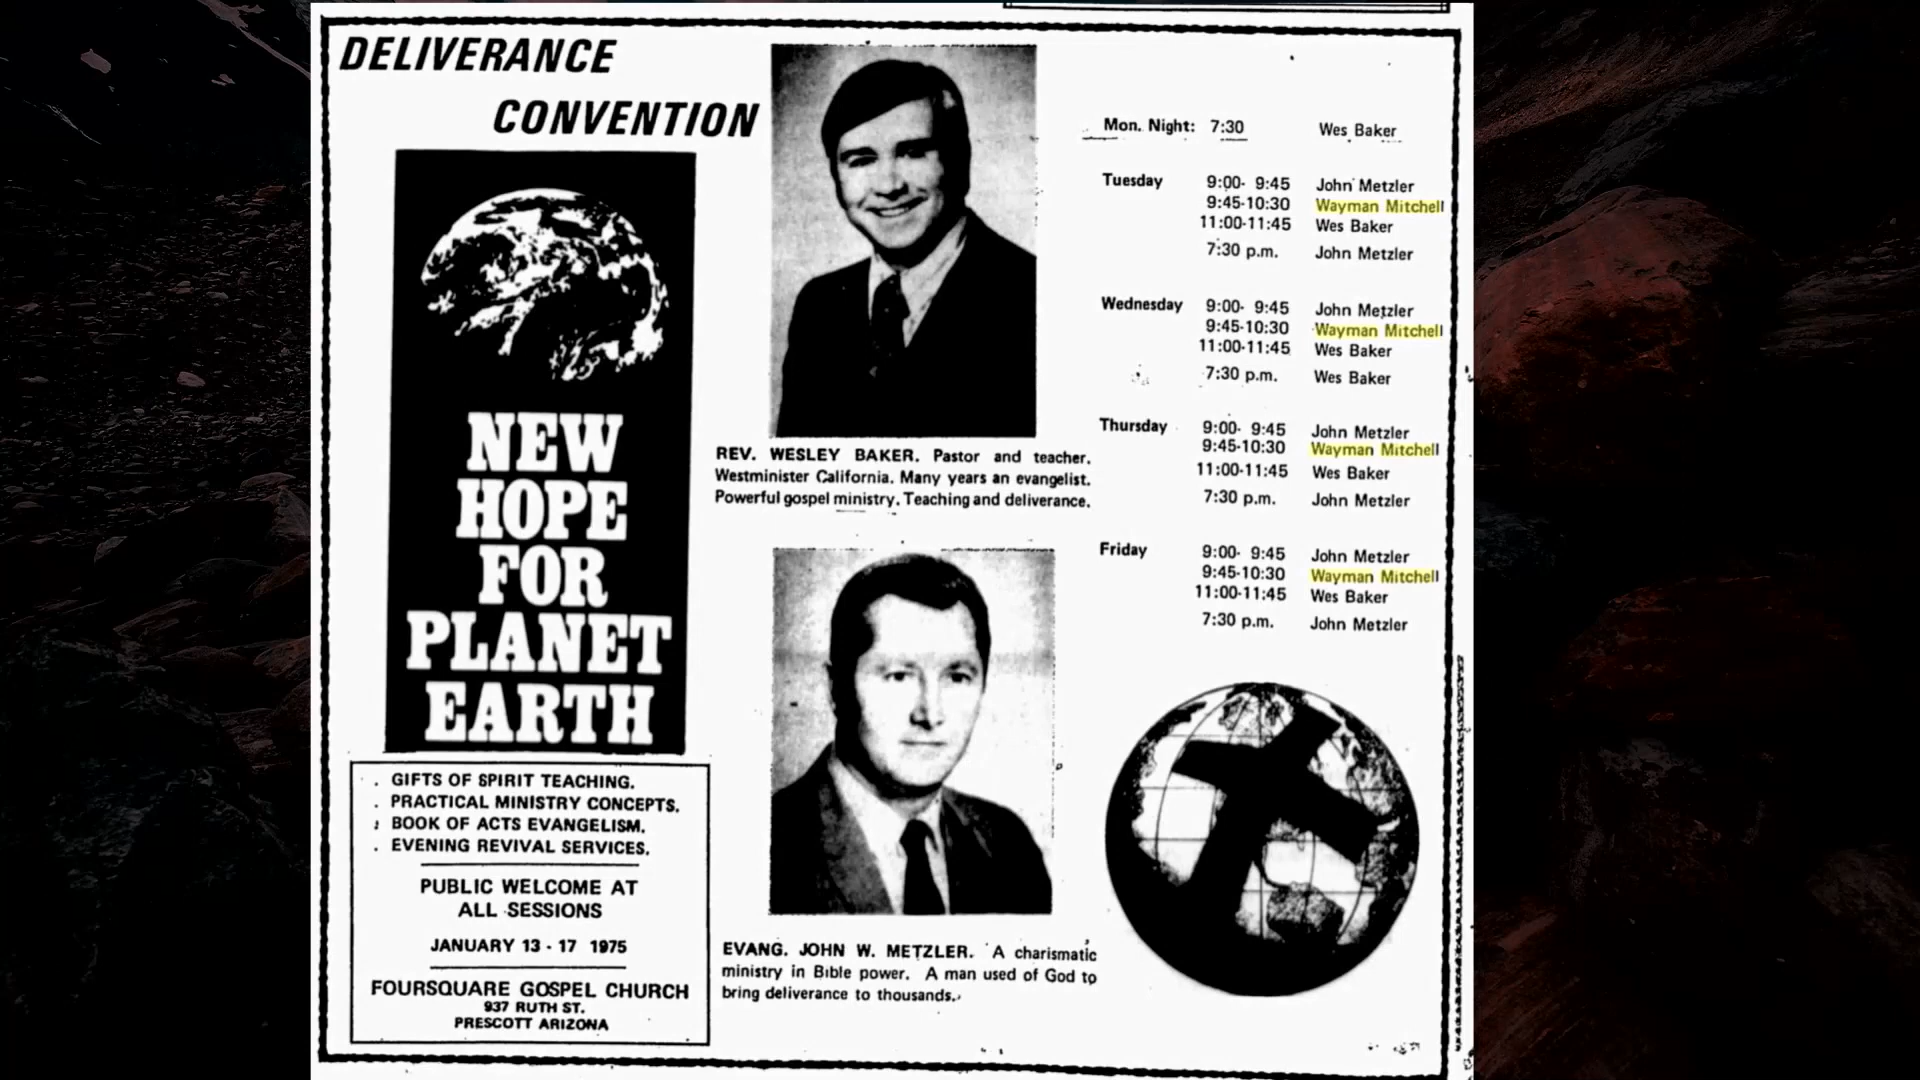 DELIVERANCE
CONVENTION
NEW
HOPE
FOR
PLANET
EARTH
. GIFTS OF SPIRIT TEACHING.
. PRACTICAL MINISTRY CONCEPTS.
. BOOK OF ACTS EVANGELISM.
. EVENING REVIVAL SERVICES.
PUBLIC WELCOME AT
ALL SESSIONS
JANUARY 13 - 17 1975
FOURSQUARE GOSPEL CHURCH
937 RUTH ST.
PRESCOTT ARIZONA
REV. WESLEY BAKER. Pastor and teacher.
Westminister California. Many years an evangelist.
Powerful gospel ministry. Teaching and deliverance.
EVANG. JOHN W. METZLER. A charismatic
ministry in Bible power. A man used of God to
bring deliverance to thousands.
Mon. Night: 7:30 Wes Baker
Tuesday 9:00- 9:45 John Metzler
9:45-10:30 Wayman Mitchell
11:00-11:45 Wes Baker
7:30 p.m. John Metzler
Wednesday 9:00- 9:45 John Metzler
9:45-10:30 Wayman Mitchell
11:00-11:45 Wes Baker
7:30 p.m. Wes Baker
Thursday 9:00- 9:45 John Metzler
9:45-10:30 Wayman Mitchell
11:00-11:45 Wes Baker
7:30 p.m. John Metzler
Friday 9:00- 9:45 John Metzler
9:45-10:30 Wayman Mitchell
11:00-11:45 Wes Baker
7:30 p.m. John Metzler